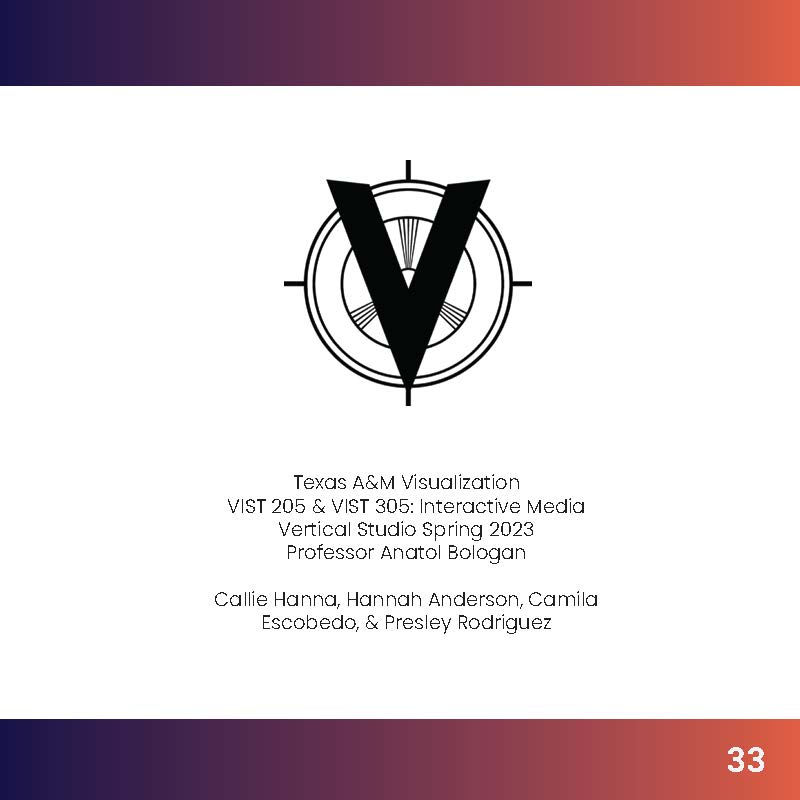 V
Texas A&M Visualization
VIST 205 & VIST 305: Interactive Media
Vertical Studio Spring 2023
Professor Anatol Bologan
Callie Hanna, Hannah Anderson, Camila
Escobedo, & Presley Rodriguez
33